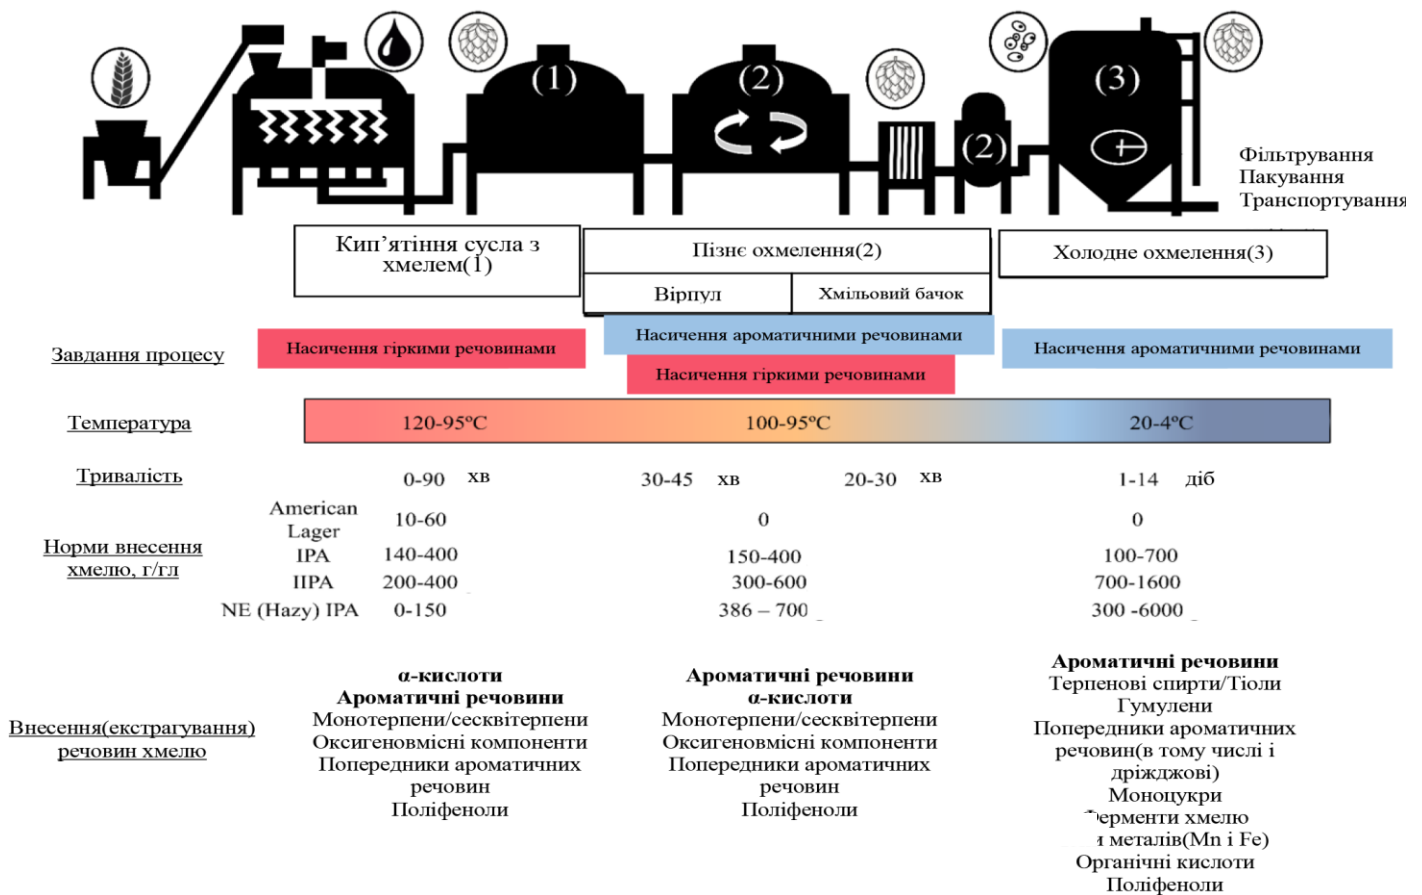 (1)
(2)
(2)
(3)
Фільтрування
Пакування
Транспортування
Кип’ятіння сусла з
хмелем(1)
Пізнє охмелення(2)
Вірпул
Хмільовий бачок
Холодне охмелення(3)
Завдання процесу
Насичення гіркими речовинами
Насичення ароматичними речовинами
Насичення гіркими речовинами
Насичення ароматичними речовинами
Температура
120-95ºC
100-95ºC
20-4ºC
Тривалість
0-90 хв
30-45 хв
20-30 хв
1-14 діб
Норми внесення
хмелю, г/гл
American
Lager
10-60
0
0
IPA
140-400
150-400
100-700
IIPA
200-400
300-600
700-1600
NE (Hazy) IPA
0-150
386 – 700
300 -6000
Внесення(екстрагування)
речовин хмелю
α-кислоти
Ароматичні речовини
Монотерпени/сесквітерпени
Оксигеновмісні компоненти
Попередники ароматичних
речовин
Поліфеноли
Ароматичні речовини
α-кислоти
Монотерпени/сесквітерпени
Оксигеновмісні компоненти
Попередники ароматичних
речовин
Поліфеноли
Ароматичні речовини
Терпенові спирти/Тіоли
Гумулени
Попередники ароматичних
речовин(в тому числі і
дріжджові)
Моноцукри
хмелю
металів(Mn і Fe)
Органічні кислоти
Поліфеноли